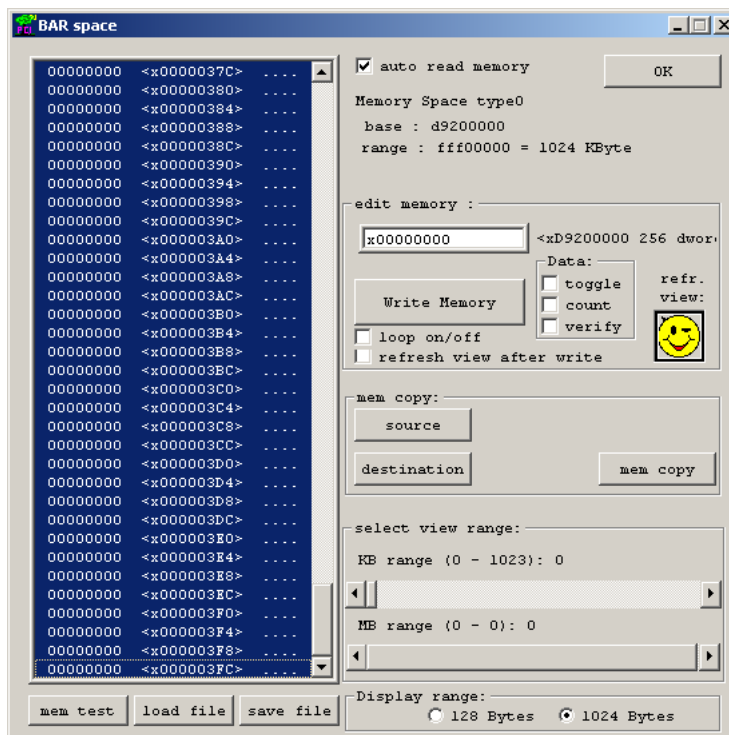 BAR space
00000000 <x0000037C> ....
00000000 <x00000380> ....
00000000 <x00000384> ....
00000000 <x00000388> ....
00000000 <x0000038C> ....
00000000 <x00000390> ....
00000000 <x00000394> ....
00000000 <x00000398> ....
00000000 <x0000039C> ....
00000000 <x000003A0> ....
00000000 <x000003A4> ....
00000000 <x000003A8> ....
00000000 <x000003AC> ....
00000000 <x000003B0> ....
00000000 <x000003B4> ....
00000000 <x000003B8> ....
00000000 <x000003BC> ....
00000000 <x000003C0> ....
00000000 <x000003C4> ....
00000000 <x000003C8> ....
00000000 <x000003CC> ....
00000000 <x000003D0> ....
00000000 <x000003D4> ....
00000000 <x000003D8> ....
00000000 <x000003DC> ....
00000000 <x000003E0> ....
00000000 <x000003E4> ....
00000000 <x000003E8> ....
00000000 <x000003EC> ....
00000000 <x000003F0> ....
00000000 <x000003F4> ....
00000000 <x000003F8> ....
00000000 <x000003FC> ....
mem test load file save file
auto read memory
OK
Memory Space type0
base : d9200000
range : fff00000 = 1024 KByte
edit memory :
x00000000 <xD9200000 256 dwor
Data:
toggle
count
verify
refr.
view:
Write Memory
loop on/off
refresh view after write
mem copy:
source
destination
mem copy
select view range:
KB range (0 - 1023): 0
MB range (0 - 0): 0
Display range:
128 Bytes 1024 Bytes